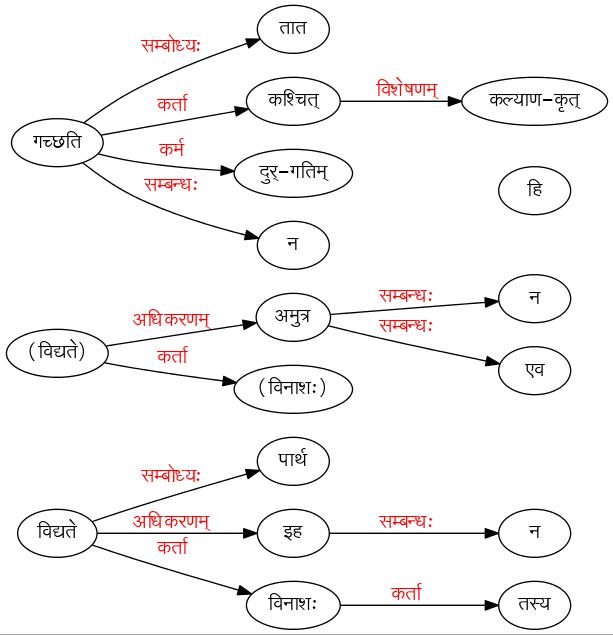 तात
सम्बोध्यः
कर्ता
कश्चित्
विशेषणम्
कल्याण-कृत्
गच्छति
कर्म
दुर्-गतिम्
सम्बन्धः
हि
न
अधिकरणम्
अमुत्र
सम्बन्धः
न
सम्बन्धः
(विद्यते)
कर्ता
एव
(विनाशः)
पार्थ
सम्बोध्यः
विद्यते
अधिकरणम्
इह
सम्बन्धः
न
कर्ता
विनाशः
कर्ता
तस्य